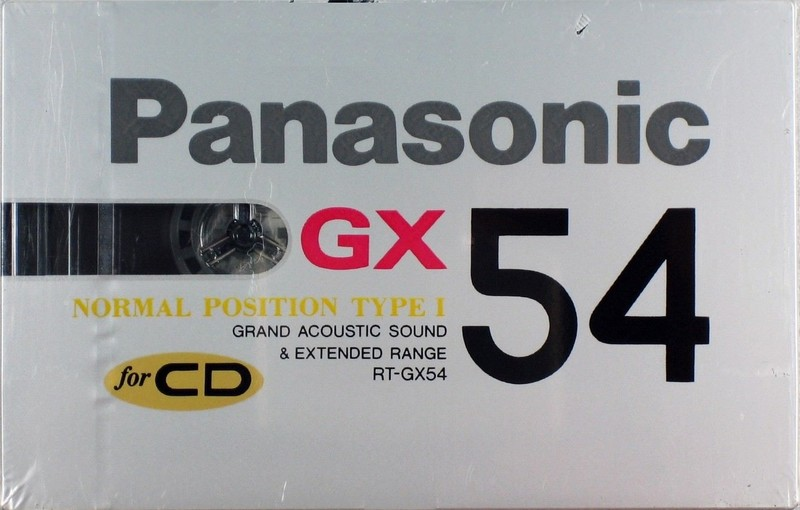 Panasonic
GX 54
NORMAL POSITION TYPE I
GRAND ACOUSTIC SOUND
& EXTENDED RANGE
RT-GX54
for CD